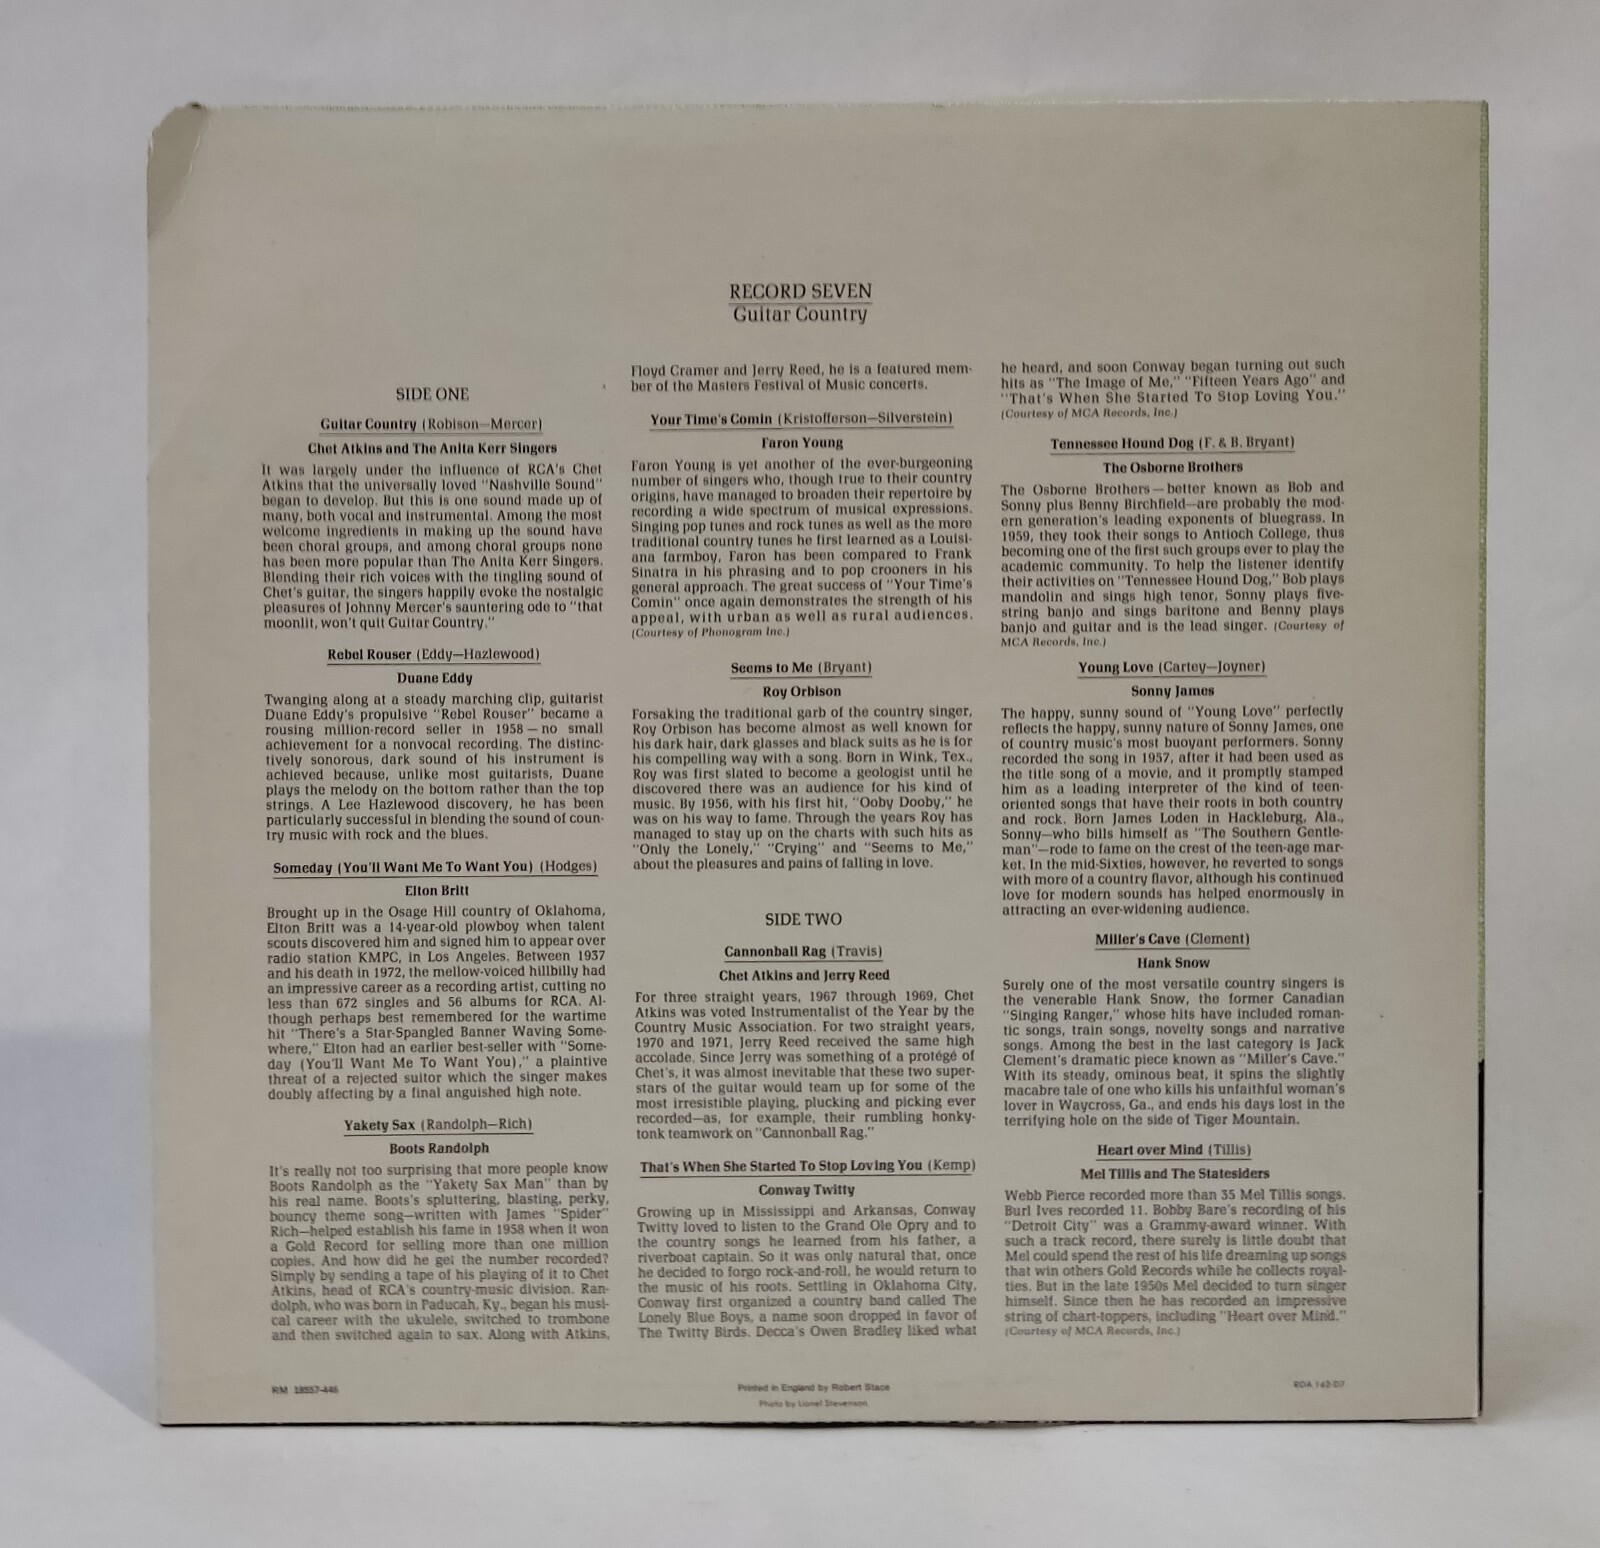 RECORD SEVEN
Guitar Country
SIDE ONE
Guitar Country (Robison—Mercer)
Chet Atkins and The Anita Kerr Singers
It was largely under the influence of RCA's Chet
Atkins that the universally loved "Nashville Sound"
began to develop. But this is one sound made up of
many, both vocal and instrumental. Among the most
welcome ingredients in making up the sound have
been choral groups, and among choral groups none
has been more popular than The Anita Kerr Singers.
Blending their rich voices with the tingling sound of
Chet's guitar, the singers happily evoke the nostalgic
pleasures of Johnny Mercer's sauntering ode to "that
moonlit, won't quit Guitar Country."
Rebel Rouser (Eddy—Hazlewood)
Duane Eddy
Twanging along at a steady marching clip, guitarist
Duane Eddy's propulsive "Rebel Rouser" became a
rousing million-record seller in 1958—no small
achievement for a nonvocal recording. The distinc-
tively sonorous, dark sound of his instrument is
achieved because, unlike most guitarists, Duane
plays the melody on the bottom rather than the top
strings. A Lee Hazlewood discovery, he has been
particularly successful in blending the sound of coun-
try music with rock and the blues.
Someday (You'll Want Me To Want You) (Hodges)
Elton Britt
Brought up in the Osage Hill country of Oklahoma,
Elton Britt was a 14-year-old plowboy when talent
scouts discovered him and signed him to appear over
radio station KMPC, in Los Angeles. Between 1937
and his death in 1972, the mellow-voiced hillbilly had
an impressive career as a recording artist, cutting no
less than 672 singles and 56 albums for RCA. Al-
though perhaps best remembered for the wartime
hit "There's a Star-Spangled Banner Waving Some-
where," Elton had an earlier best-seller with "Some-
day (You'll Want Me To Want You)," a plaintive
threat of a rejected suitor which the singer makes
doubly affecting by a final anguished high note.
Yakety Sax (Randolph—Rich)
Boots Randolph
It's really not too surprising that more people know
Boots Randolph as the "Yakety Sax Man" than by
his real name. Boots's spluttering, blasting, perky,
bouncy theme song—written with James "Spider"
Rich—helped establish his fame in 1958 when it won
a Gold Record for selling more than one million
copies. And how did he get the number recorded?
Simply by sending a tape of his playing of it to Chet
Atkins, head of RCA's country-music division. Ran-
dolph, who was born in Paducah, Ky., began his musi-
cal career with the ukulele, switched to trombone
and then switched again to sax. Along with Atkins,
Floyd Cramer and Jerry Reed, he is a featured mem-
ber of the Masters Festival of Music concerts.
Your Time's Comin (Kristofferson—Silverstein)
Faron Young
Faron Young is yet another of the ever-burgeoning
number of singers who, though true to their country
origins, have managed to broaden their repertoire by
recording a wide spectrum of musical expressions.
Singing pop tunes and rock tunes as well as the more
traditional country tunes he first learned as a Louisi-
ana farmboy, Faron has been compared to Frank
Sinatra in his phrasing and to pop crooners in his
general approach. The great success of "Your Time's
Comin" once again demonstrates the strength of his
appeal, with urban as well as rural audiences.
(Courtesy of Phonogram Inc.)
Seems to Me (Bryant)
Roy Orbison
Forsaking the traditional garb of the country singer,
Roy Orbison has become almost as well known for
his dark hair, dark glasses and black suits as he is for
his compelling way with a song. Born in Wink, Tex.,
Roy was first slated to become a geologist until he
discovered there was an audience for his kind of
music. By 1956, with his first hit, "Ooby Dooby," he
was on his way to fame. Through the years Roy has
managed to stay up on the charts with such hits as
"Only the Lonely," "Crying" and "Seems to Me,"
about the pleasures and pains of falling in love.
SIDE TWO
Cannonball Rag (Travis)
Chet Atkins and Jerry Reed
For three straight years, 1967 through 1969, Chet
Atkins was voted Instrumentalist of the Year by the
Country Music Association. For two straight years,
1970 and 1971, Jerry Reed received the same high
accolade. Since Jerry was something of a protégé of
Chet's, it was almost inevitable that these two super-
stars of the guitar would team up for some of the
most irresistible playing, plucking and picking ever
recorded—as, for example, their rumbling honky-
tonk teamwork on "Cannonball Rag."
That's When She Started To Stop Loving You (Kemp)
Conway Twitty
Growing up in Mississippi and Arkansas, Conway
Twitty loved to listen to the Grand Ole Opry and to
the country songs he learned from his father, a
riverboat captain. So it was only natural that, once
he decided to forgo rock-and-roll, he would return to
the music of his roots. Settling in Oklahoma City,
Conway first organized a country band called The
Lonely Blue Boys, a name soon dropped in favor of
The Twitty Birds. Decca's Owen Bradley liked what
he heard, and soon Conway began turning out such
hits as "The Image of Me," "Fifteen Years Ago" and
"That's When She Started To Stop Loving You."
(Courtesy of MCA Records, Inc.)
Tennessee Hound Dog (F. & B. Bryant)
The Osborne Brothers
The Osborne Brothers—better known as Bob and
Sonny plus Benny Birchfield—are probably the mod-
ern generation's leading exponents of bluegrass. In
1959, they took their songs to Antioch College, thus
becoming one of the first such groups ever to play the
academic community. To help the listener identify
their activities on "Tennessee Hound Dog," Bob plays
mandolin and sings high tenor, Sonny plays five-
string banjo and sings baritone and Benny plays
banjo and guitar and is the lead singer. (Courtesy of
MCA Records, Inc.)
Young Love (Cartey—Joyner)
Sonny James
The happy, sunny sound of "Young Love" perfectly
reflects the happy, sunny nature of Sonny James, one
of country music's most buoyant performers. Sonny
recorded the song in 1957, after it had been used as
the title song of a movie, and it promptly stamped
him as a leading interpreter of the kind of teen-
oriented songs that have their roots in both country
and rock. Born James Loden in Hackleburg, Ala.,
Sonny—who bills himself as "The Southern Gentle-
man"—rode to fame on the crest of the teen-age mar-
ket. In the mid-Sixties, however, he reverted to songs
with more of a country flavor, although his continued
love for modern sounds has helped enormously in
attracting an ever-widening audience.
Miller's Cave (Clement)
Hank Snow
Surely one of the most versatile country singers is
the venerable Hank Snow, the former Canadian
"Singing Ranger," whose hits have included roman-
tic songs, train songs, novelty songs and narrative
songs. Among the best in the last category is Jack
Clement's dramatic piece known as "Miller's Cave."
With its steady, ominous beat, it spins the slightly
macabre tale of one who kills his unfaithful woman's
lover in Waycross, Ga., and ends his days lost in the
terrifying hole on the side of Tiger Mountain.
Heart over Mind (Tillis)
Mel Tillis and The Statesiders
Webb Pierce recorded more than 35 Mel Tillis songs.
Burl Ives recorded 11. Bobby Bare's recording of his
"Detroit City" was a Grammy-award winner. With
such a track record, there surely is little doubt that
Mel could spend the rest of his life dreaming up songs
that win others Gold Records while he collects royal-
ties. But in the late 1950s Mel decided to turn singer
himself. Since then he has recorded an impressive
string of chart-toppers, including "Heart over Mind."
(Courtesy of MCA Records, Inc.)
RM 18557-446
Printed in England by Robert Stace
Photo by Lionel Stevenson
RDA 142-D7